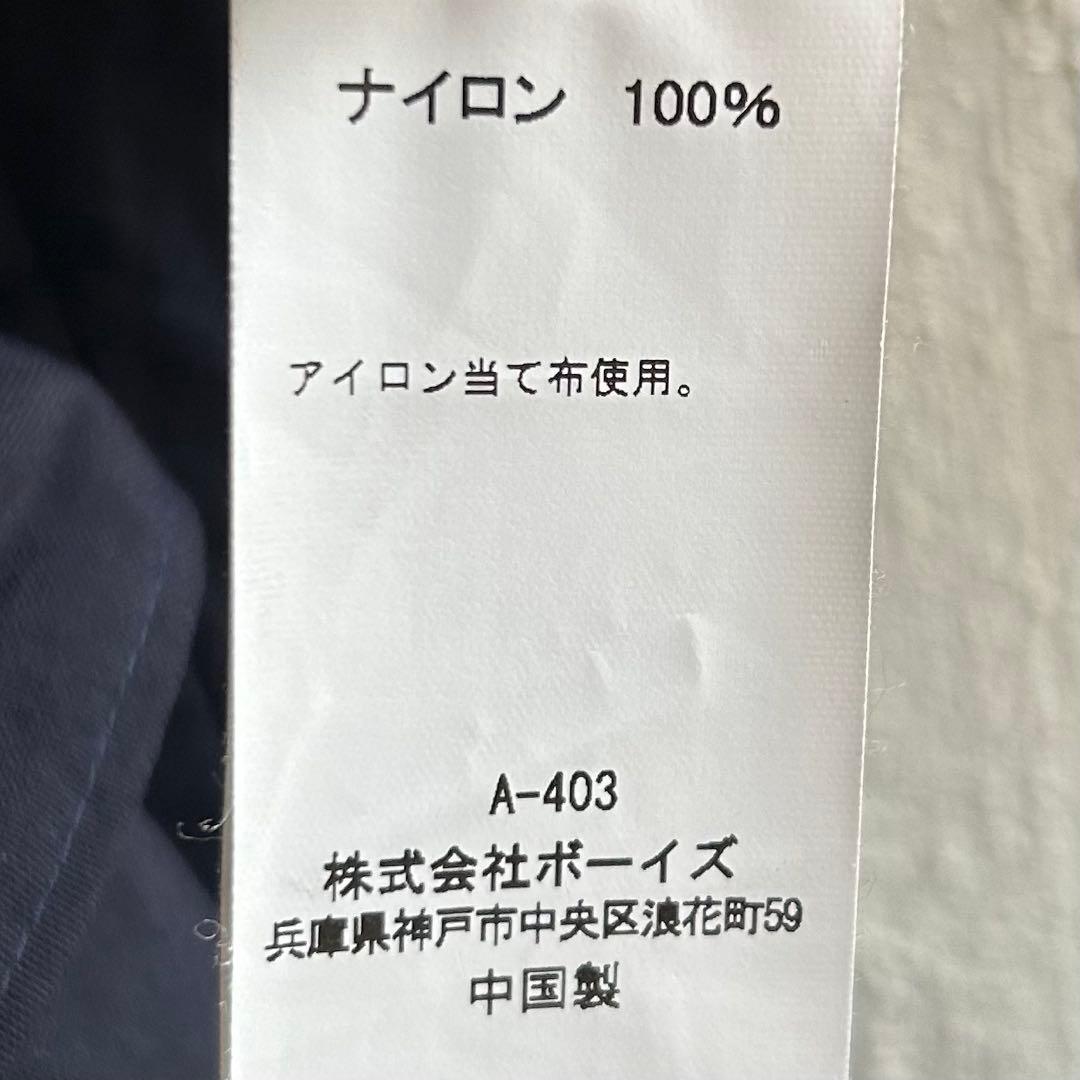 ナイロン 100%
アイロン当て布使用。
A-403
株式会社ボーイズ
兵庫県神戸市中央区浪花町59
中国製